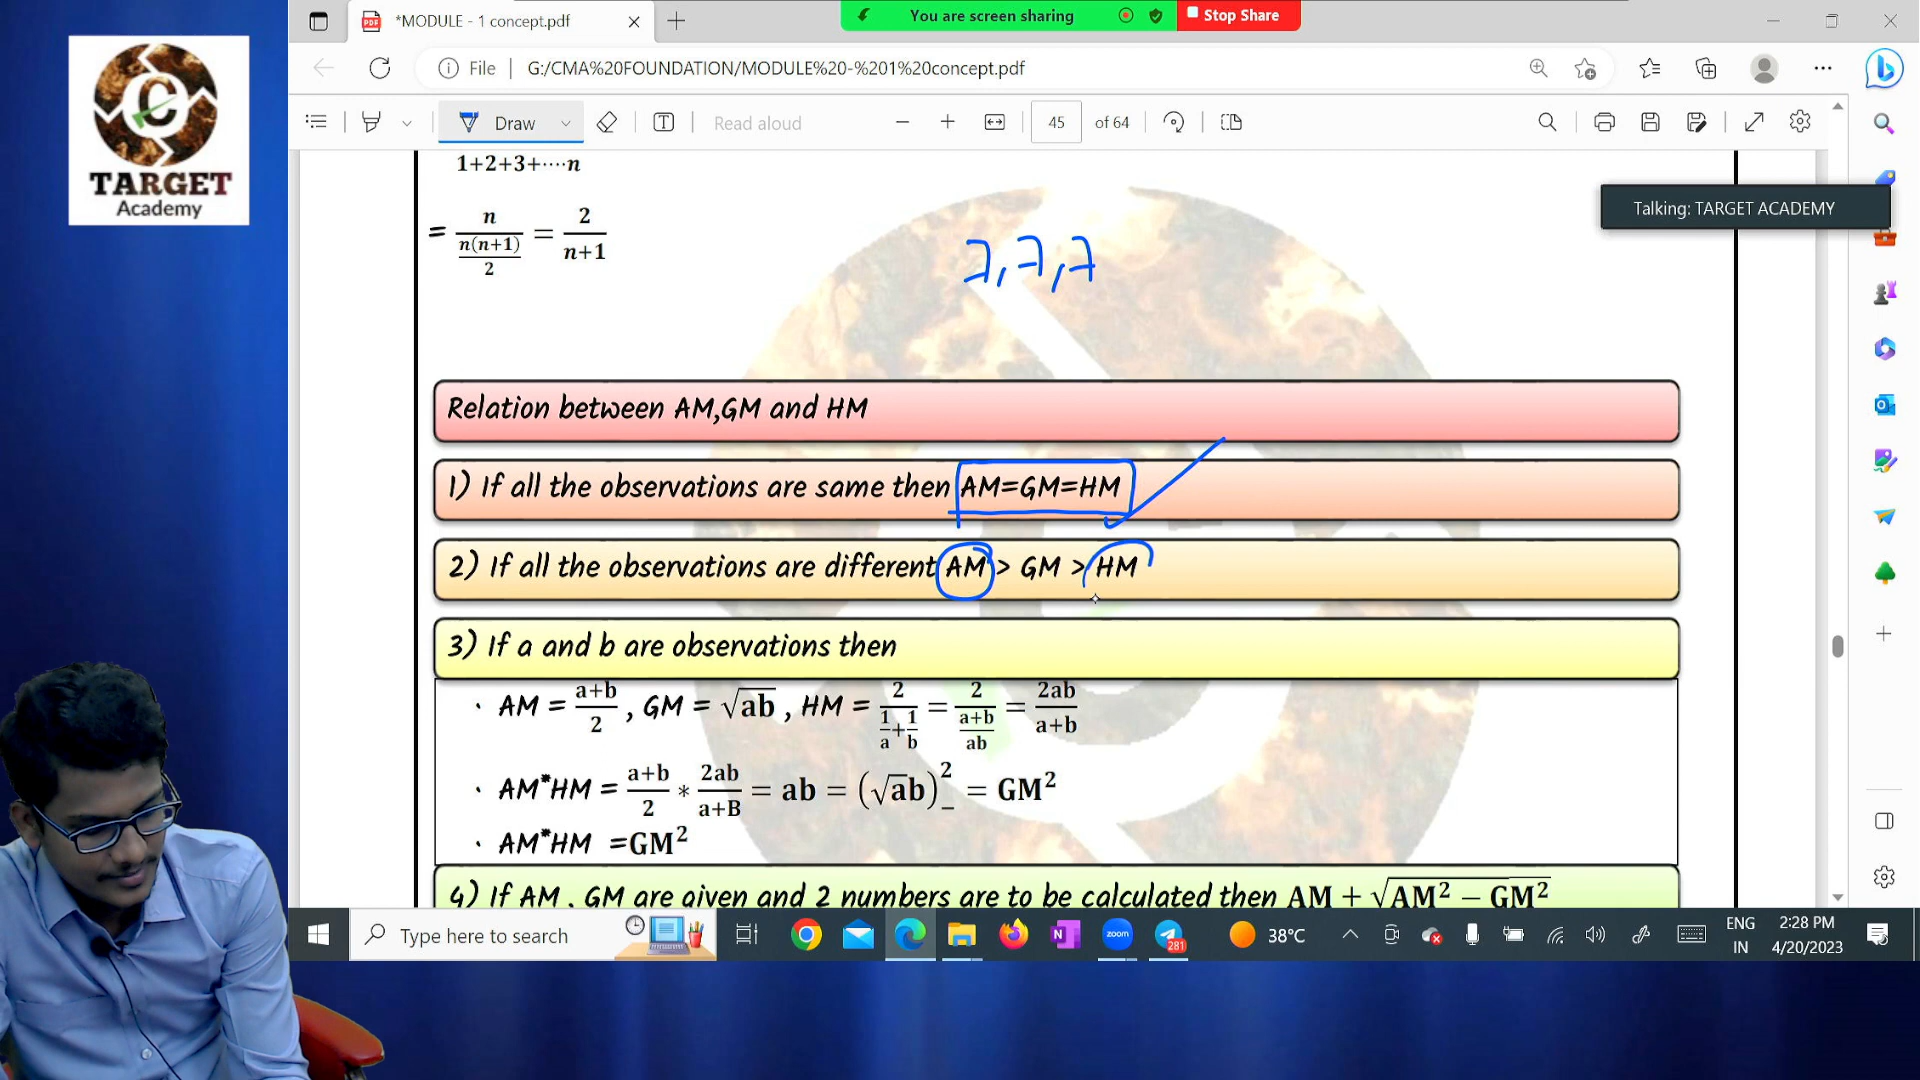 *MODULE - 1 concept.pdf
You are screen sharing
Stop Share
File
G:/CMA%20FOUNDATION/MODULE%20-%201%20concept.pdf
Draw
Read aloud
45
of 64
Talking: TARGET ACADEMY
C
TARGET
Academy
1+2+3+····n
= n / (n(n+1)/2) = 2/(n+1)
7,7,7
Relation between AM,GM and HM
1) If all the observations are same then AM=GM=HM
2) If all the observations are different AM > GM > HM
3) If a and b are observations then
· AM = (a+b)/2 , GM = √ab , HM = 2/(1/a+1/b) = 2/((a+b)/ab) = 2ab/(a+b)
· AM*HM = (a+b)/2 * 2ab/(a+B) = ab = (√ab)² = GM²
· AM*HM =GM²
4) If AM , GM are given and 2 numbers are to be calculated then AM + √AM² − GM²
Type here to search
zoom
281
38°C
ENG
IN
2:28 PM
4/20/2023